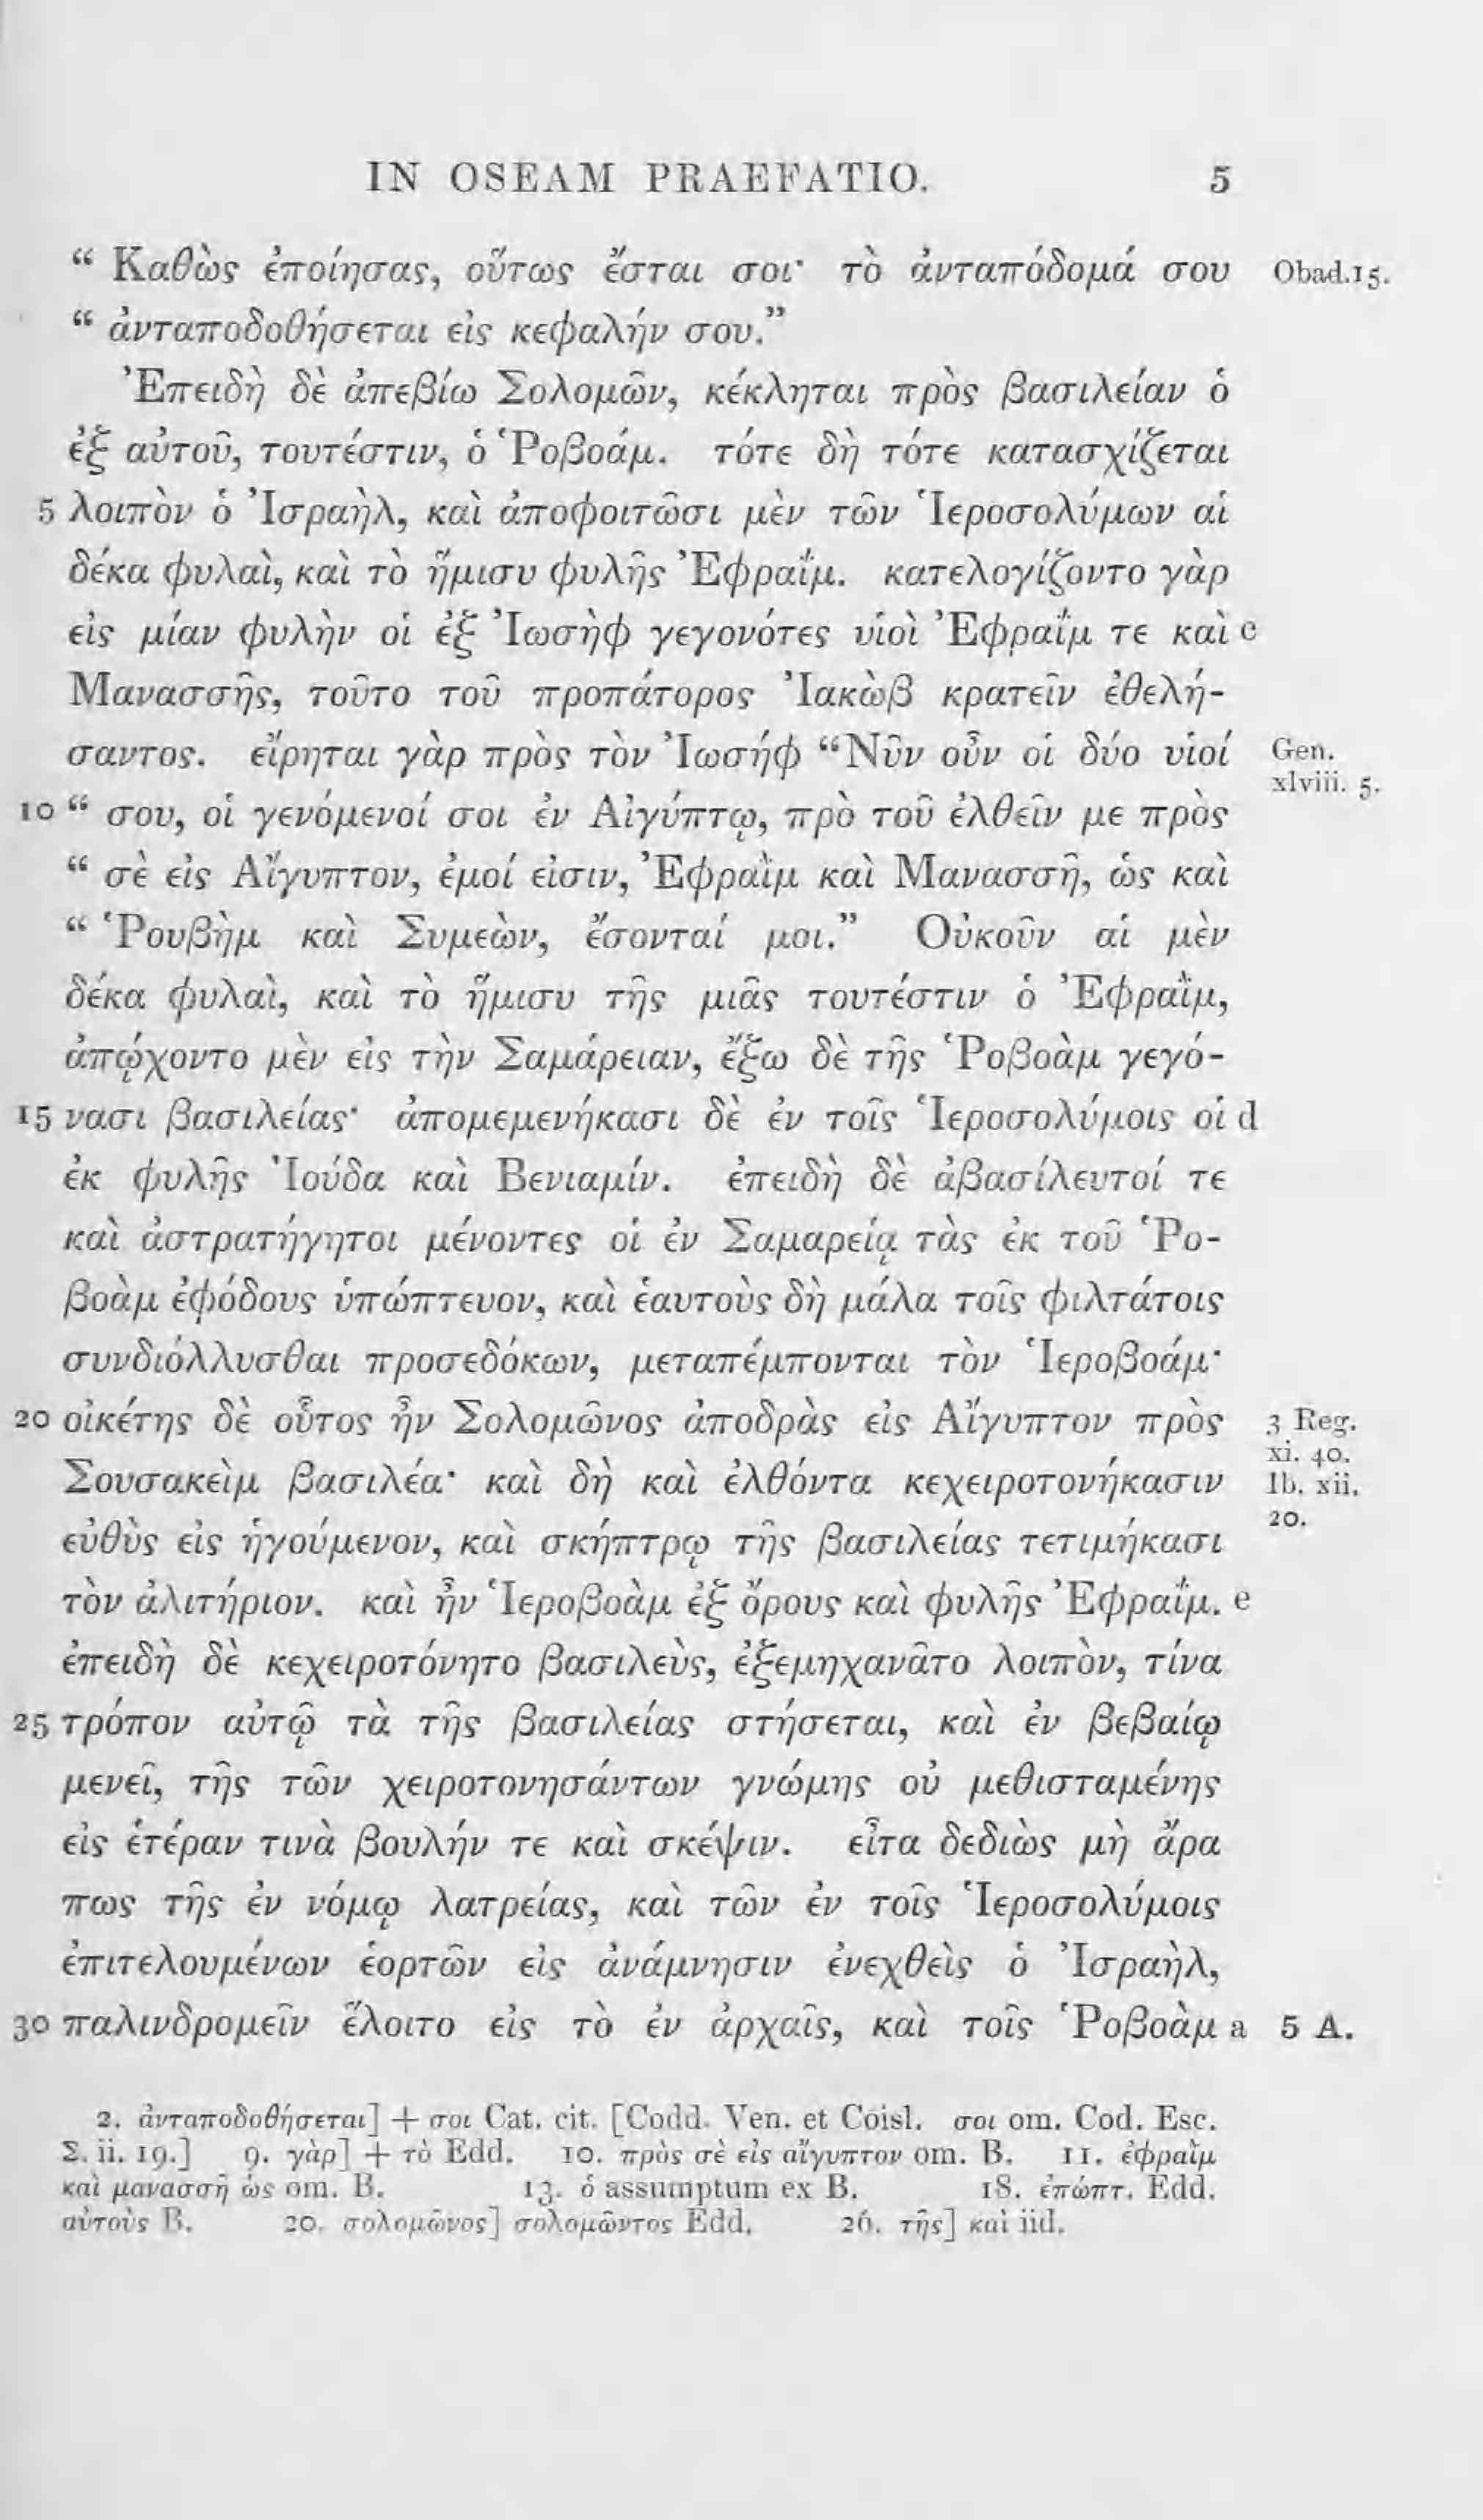 IN OSEAM PRAEFATIO. 5
“ Καθὼς ἐποίησας, οὕτως ἔσται σοι· τὸ ἀνταπόδομά σου Obad.15.
“ ἀνταποδοθήσεται εἰς κεφαλήν σου.”
Ἐπειδὴ δὲ ἀπεβίω Σολομῶν, κέκληται πρὸς βασιλείαν ὁ
ἐξ αὐτοῦ, τουτέστιν, ὁ Ῥοβοάμ. τότε δὴ τότε κατασχίζεται
5 λοιπὸν ὁ Ἰσραὴλ, καὶ ἀποφοιτῶσι μὲν τῶν Ἱεροσολύμων αἱ
δέκα φυλαὶ, καὶ τὸ ἥμισυ φυλῆς Ἐφραΐμ. κατελογίζοντο γὰρ
εἰς μίαν φυλὴν οἱ ἐξ Ἰωσὴφ γεγονότες υἱοὶ Ἐφραΐμ τε καὶ c
Μανασσῆς, τοῦτο τοῦ προπάτορος Ἰακὼβ κρατεῖν ἐθελή-
σαντος. εἴρηται γὰρ πρὸς τὸν Ἰωσήφ “Νῦν οὖν οἱ δύο υἱοί Gen. xlviii. 5.
10 “ σου, οἱ γενόμενοί σοι ἐν Αἰγύπτῳ, πρὸ τοῦ ἐλθεῖν με πρὸς
“ σὲ εἰς Αἴγυπτον, ἐμοί εἰσιν, Ἐφραῒμ καὶ Μανασσῆ, ὡς καὶ
“ Ῥουβὴμ καὶ Συμεὼν, ἔσονταί μοι.” Οὐκοῦν αἱ μὲν
δέκα φυλαὶ, καὶ τὸ ἥμισυ τῆς μιᾶς τουτέστιν ὁ Ἐφραῒμ,
ἀπῴχοντο μὲν εἰς τὴν Σαμάρειαν, ἔξω δὲ τῆς Ῥοβοὰμ γεγό-
15 νασι βασιλείας· ἀπομεμενήκασι δὲ ἐν τοῖς Ἱεροσολύμοις οἱ d
ἐκ φυλῆς Ἰούδα καὶ Βενιαμίν. ἐπειδὴ δὲ ἀβασίλευτοί τε
καὶ ἀστρατήγητοι μένοντες οἱ ἐν Σαμαρείᾳ τὰς ἐκ τοῦ Ῥο-
βοὰμ ἐφόδους ὑπώπτευον, καὶ ἑαυτοὺς δὴ μάλα τοῖς φιλτάτοις
συνδιόλλυσθαι προσεδόκων, μεταπέμπονται τὸν Ἱεροβοάμ·
20 οἰκέτης δὲ οὗτος ἦν Σολομῶνος ἀποδρὰς εἰς Αἴγυπτον πρὸς 3 Reg. xi. 40.
Σουσακεὶμ βασιλέα· καὶ δὴ καὶ ἐλθόντα κεχειροτονήκασιν Ib. xii. 20.
εὐθὺς εἰς ἡγούμενον, καὶ σκήπτρῳ τῆς βασιλείας τετιμήκασι
τὸν ἀλιτήριον. καὶ ἦν Ἱεροβοὰμ ἐξ ὄρους καὶ φυλῆς Ἐφραΐμ. e
ἐπειδὴ δὲ κεχειροτόνητο βασιλεὺς, ἐξεμηχανᾶτο λοιπὸν, τίνα
25 τρόπον αὐτῷ τὰ τῆς βασιλείας στήσεται, καὶ ἐν βεβαίῳ
μενεῖ, τῆς τῶν χειροτονησάντων γνώμης οὐ μεθισταμένης
εἰς ἑτέραν τινὰ βουλήν τε καὶ σκέψιν. εἶτα δεδιὼς μὴ ἄρα
πως τῆς ἐν νόμῳ λατρείας, καὶ τῶν ἐν τοῖς Ἱεροσολύμοις
ἐπιτελουμένων ἑορτῶν εἰς ἀνάμνησιν ἐνεχθεὶς ὁ Ἰσραὴλ,
30 παλινδρομεῖν ἕλοιτο εἰς τὸ ἐν ἀρχαῖς, καὶ τοῖς Ῥοβοὰμ a 5 A.
2. ἀνταποδοθήσεται] + σοι Cat. cit. [Codd. Ven. et Coisl. σοι om. Cod. Esc.
Σ. ii. 19.] 9. γὰρ] + τὸ Edd. 10. πρὸς σὲ εἰς αἴγυπτον om. B. 11. ἐφραῒμ
καὶ μανασσῆ ὡς om. B. 13. ὁ assumptum ex B. 18. ἐπώπτ. Edd.
αὐτοὺς B. 20. σολομῶνος] σολομῶντος Edd. 26. τῆς] καὶ iid.